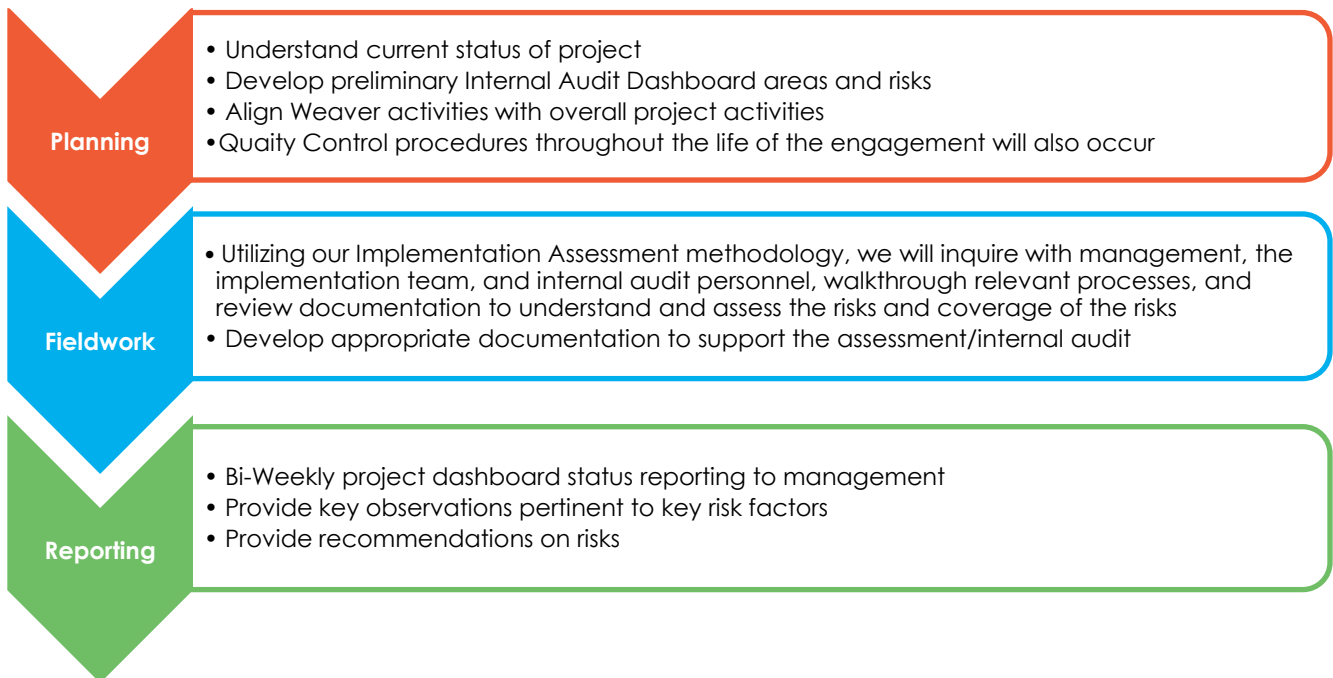 Planning
• Understand current status of project
• Develop preliminary Internal Audit Dashboard areas and risks
• Align Weaver activities with overall project activities
•Quaity Control procedures throughout the life of the engagement will also occur
Fieldwork
• Utilizing our Implementation Assessment methodology, we will inquire with management, the
implementation team, and internal audit personnel, walkthrough relevant processes, and
review documentation to understand and assess the risks and coverage of the risks
• Develop appropriate documentation to support the assessment/internal audit
Reporting
• Bi-Weekly project dashboard status reporting to management
• Provide key observations pertinent to key risk factors
• Provide recommendations on risks